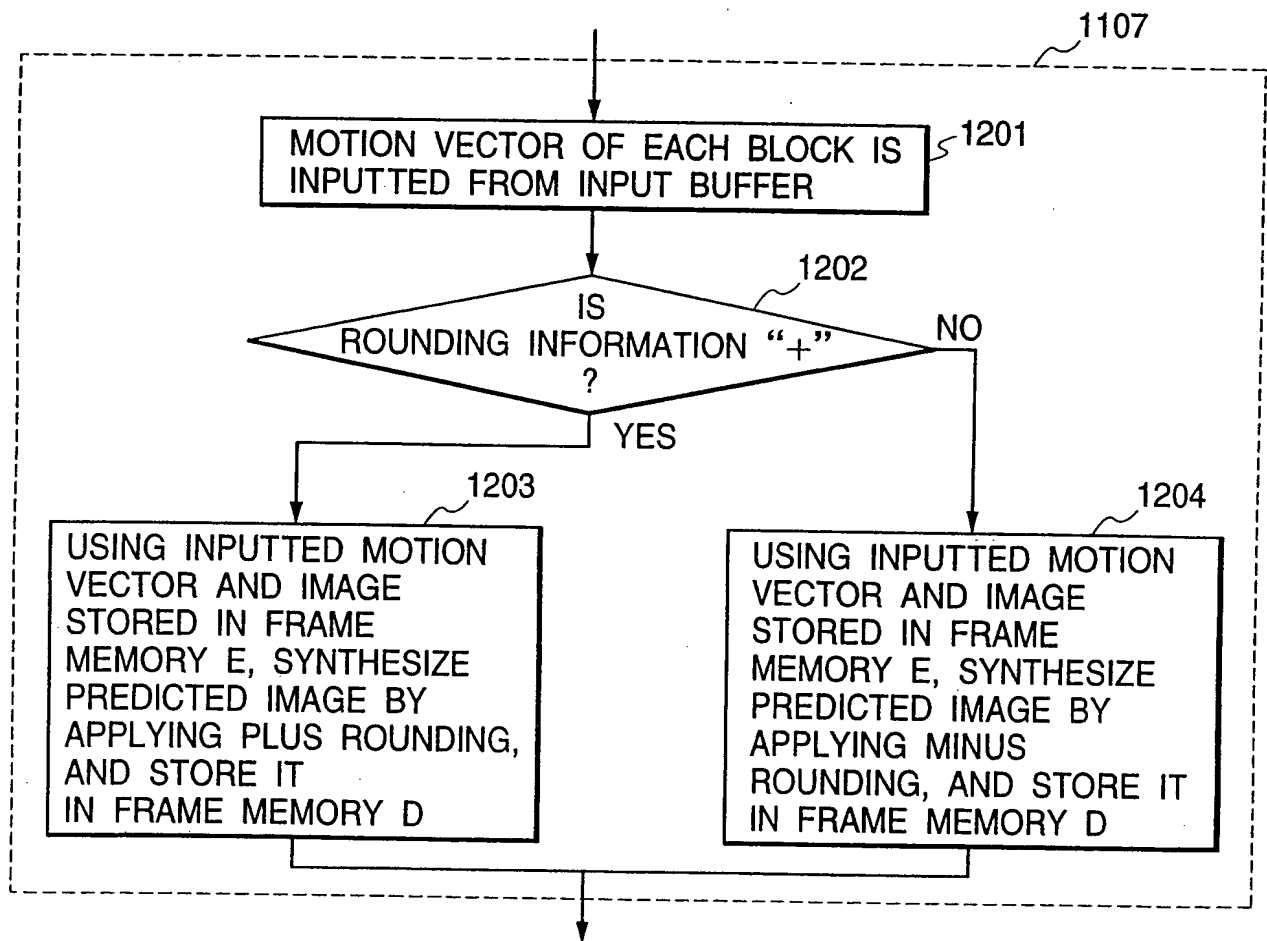 1107
MOTION VECTOR OF EACH BLOCK IS
INPUTTED FROM INPUT BUFFER
1201
1202
IS
ROUNDING INFORMATION “+”
?
NO
YES
1203
USING INPUTTED MOTION
VECTOR AND IMAGE
STORED IN FRAME
MEMORY E, SYNTHESIZE
PREDICTED IMAGE BY
APPLYING PLUS ROUNDING,
AND STORE IT
IN FRAME MEMORY D
1204
USING INPUTTED MOTION
VECTOR AND IMAGE
STORED IN FRAME
MEMORY E, SYNTHESIZE
PREDICTED IMAGE BY
APPLYING MINUS
ROUNDING, AND STORE IT
IN FRAME MEMORY D